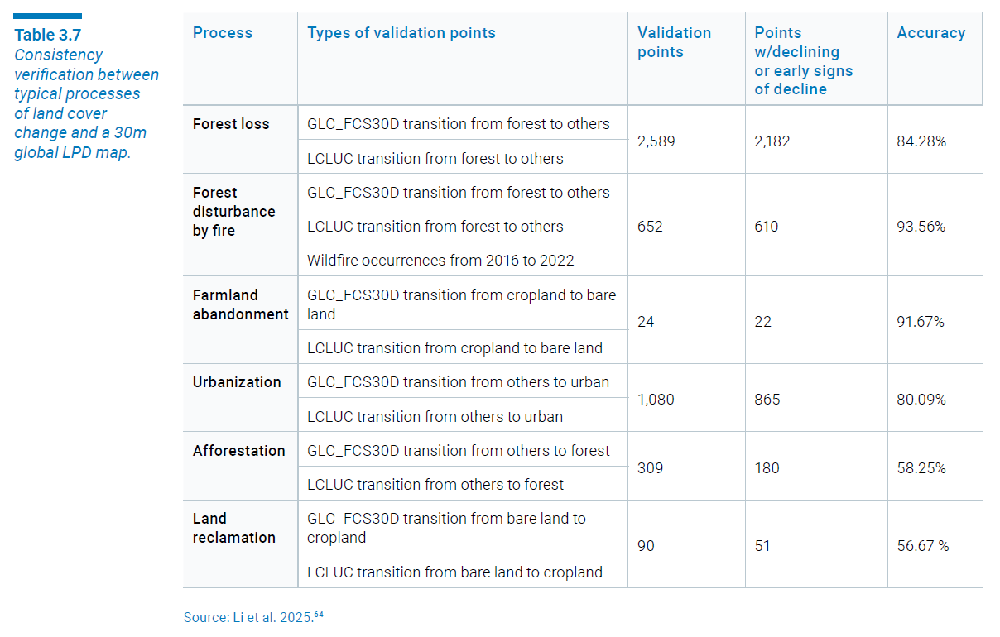 Table 3.7
Consistency
verification between
typical processes
of land cover
change and a 30m
global LPD map.
Process
Types of validation points
Validation
points
Points
w/declining
or early signs
of decline
Accuracy
Forest loss
GLC_FCS30D transition from forest to others
LCLUC transition from forest to others
2,589
2,182
84.28%
Forest
disturbance
by fire
GLC_FCS30D transition from forest to others
LCLUC transition from forest to others
Wildfire occurrences from 2016 to 2022
652
610
93.56%
Farmland
abandonment
GLC_FCS30D transition from cropland to bare
land
LCLUC transition from cropland to bare land
24
22
91.67%
Urbanization
GLC_FCS30D transition from others to urban
LCLUC transition from others to urban
1,080
865
80.09%
Afforestation
GLC_FCS30D transition from others to forest
LCLUC transition from others to forest
309
180
58.25%
Land
reclamation
GLC_FCS30D transition from bare land to
cropland
LCLUC transition from bare land to cropland
90
51
56.67 %
Source: Li et al. 2025.⁶⁴